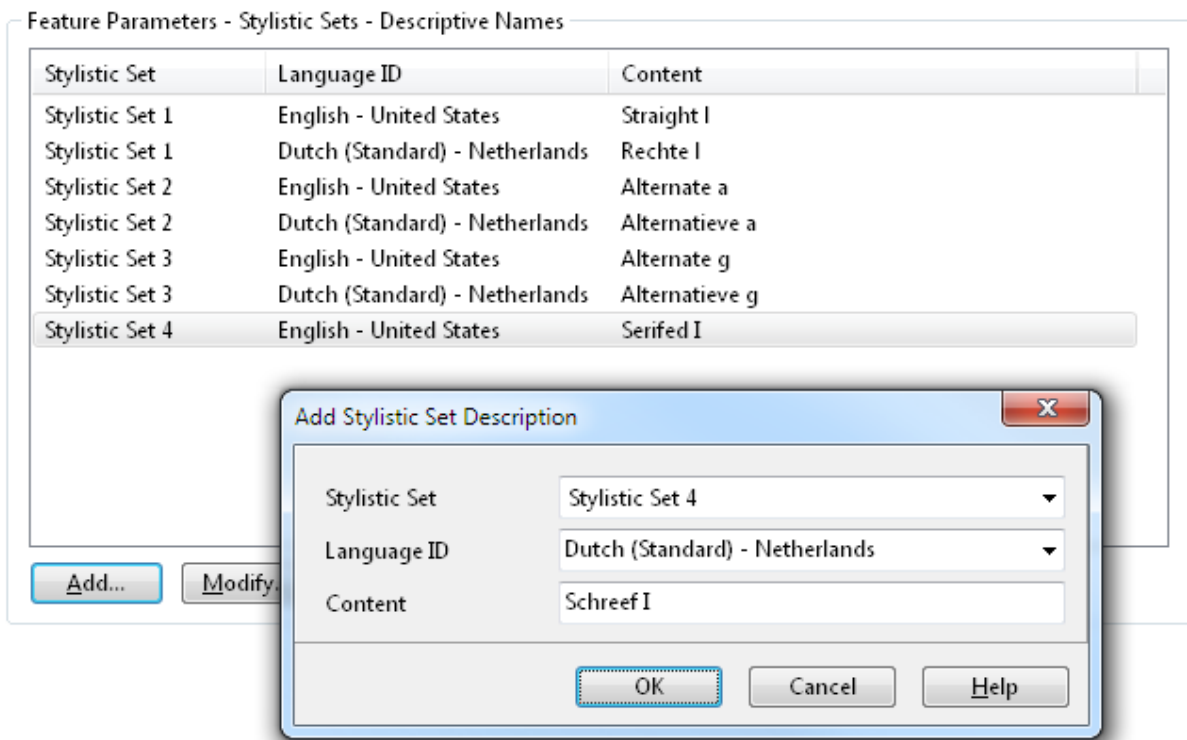 Feature Parameters - Stylistic Sets - Descriptive Names
Stylistic Set Language ID Content
Stylistic Set 1 English - United States Straight l
Stylistic Set 1 Dutch (Standard) - Netherlands Rechte l
Stylistic Set 2 English - United States Alternate a
Stylistic Set 2 Dutch (Standard) - Netherlands Alternatieve a
Stylistic Set 3 English - United States Alternate g
Stylistic Set 3 Dutch (Standard) - Netherlands Alternatieve g
Stylistic Set 4 English - United States Serifed I
Add Stylistic Set Description
Stylistic Set Stylistic Set 4
Language ID Dutch (Standard) - Netherlands
Content Schreef I
OK Cancel Help
Add... Modify.